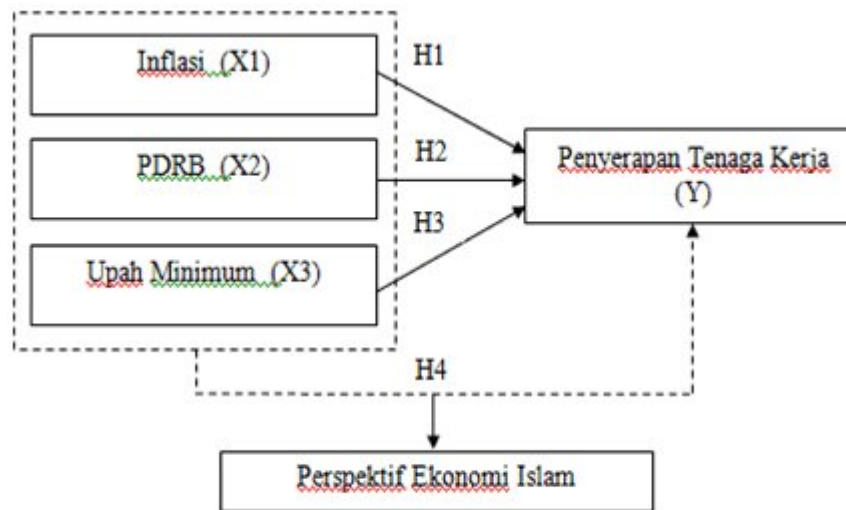 Inflasi (X1)
H1
PDRB (X2)
H2
Penyerapan Tenaga Kerja
(Y)
H3
Upah Minimum (X3)
H4
Perspektif Ekonomi Islam